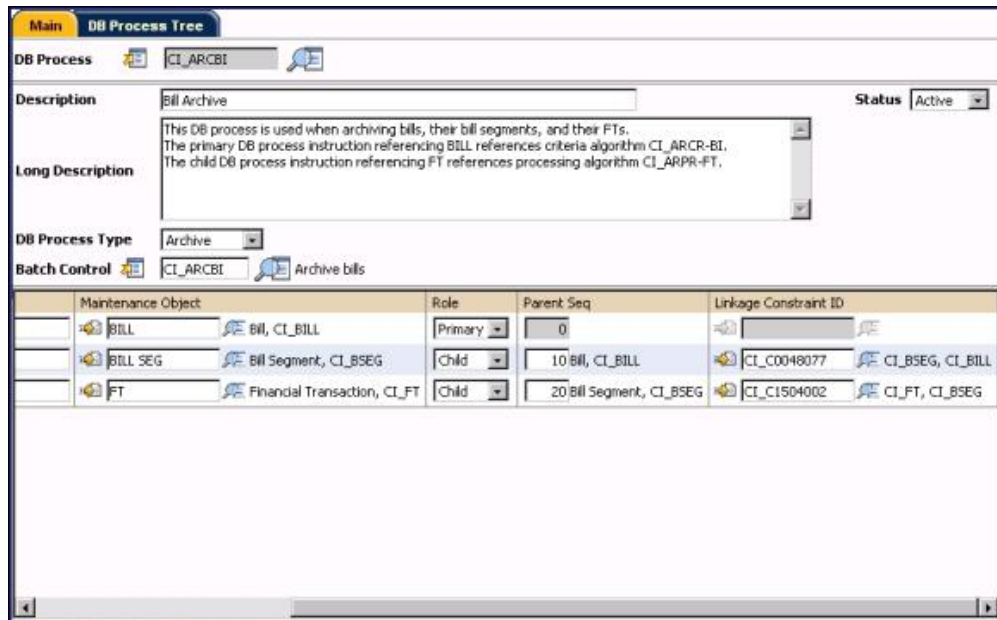 Main DB Process Tree
DB Process CI_ARCBI
Description Bill Archive Status Active
Long Description
This DB process is used when archiving bills, their bill segments, and their FTs.
The primary DB process instruction referencing BILL references criteria algorithm CI_ARCR-BI.
The child DB process instruction referencing FT references processing algorithm CI_ARPR-FT.
DB Process Type Archive
Batch Control CI_ARCBI Archive bills
Maintenance Object Role Parent Seq Linkage Constraint ID
BILL Bill, CI_BILL Primary 0
BILL SEG Bill Segment, CI_BSEG Child 10 Bill, CI_BILL CI_C0048077 CI_BSEG, CI_BILL
FT Financial Transaction, CI_FT Child 20 Bill Segment, CI_BSEG CI_C1504002 CI_FT, CI_BSEG